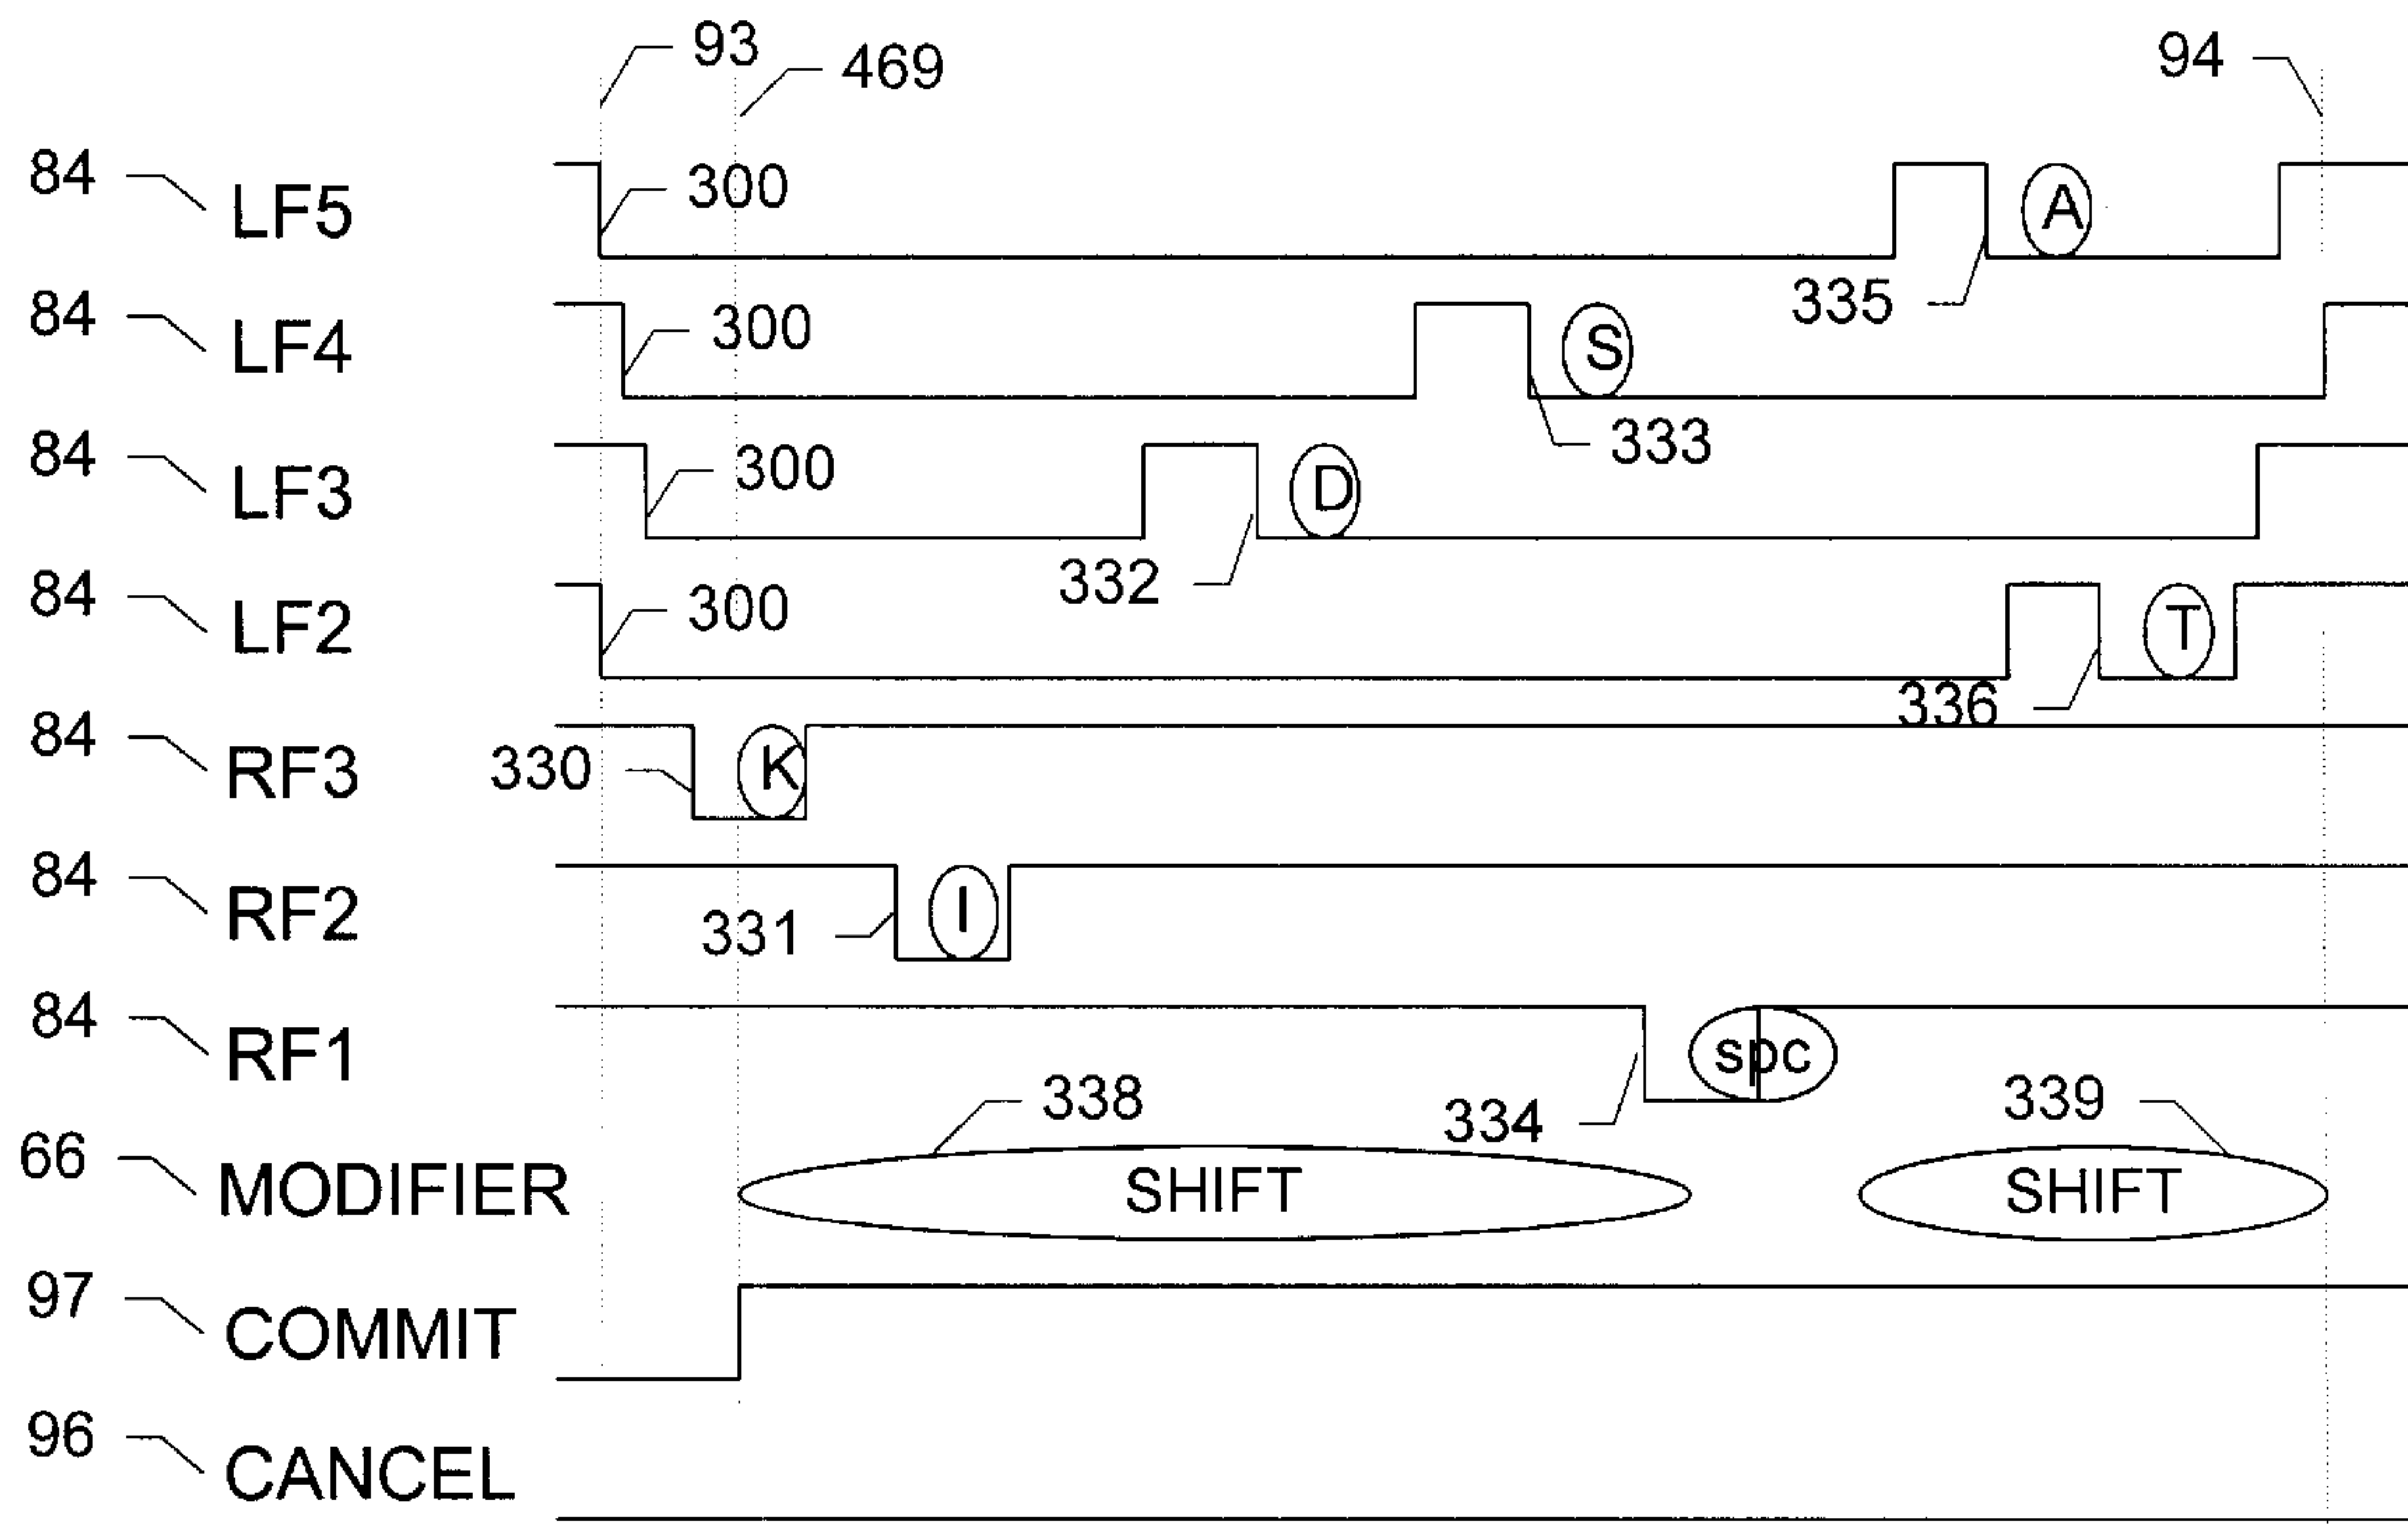 93
469
94
84 LF5 300 A
335
84 LF4 300 S
333
84 LF3 300 D
332
84 LF2 300 T
336
84 RF3 330 K
84 RF2 331 I
84 RF1 334 spc
338 339
66 MODIFIER SHIFT SHIFT
97 COMMIT
96 CANCEL